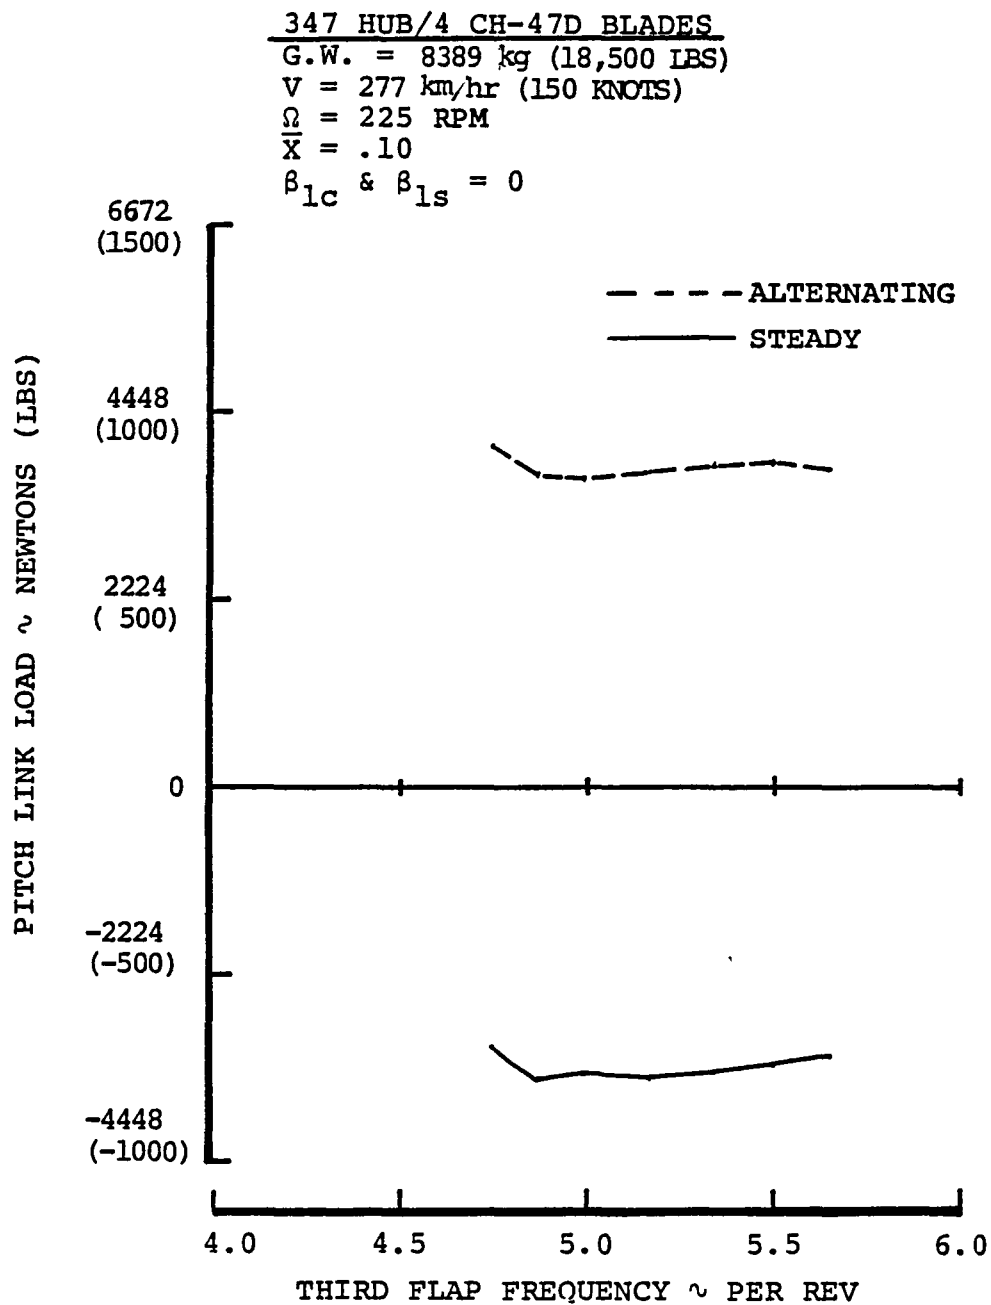 347 HUB/4 CH-47D BLADES
G.W. = 8389 kg (18,500 LBS)
V = 277 km/hr (150 KNOTS)
Ω = 225 RPM
X̅ = .10
β1c & β1s = 0
6672
(1500)
ALTERNATING
STEADY
4448
(1000)
2224
( 500)
0
-2224
(-500)
-4448
(-1000)
PITCH LINK LOAD ~ NEWTONS (LBS)
4.0 4.5 5.0 5.5 6.0
THIRD FLAP FREQUENCY ~ PER REV